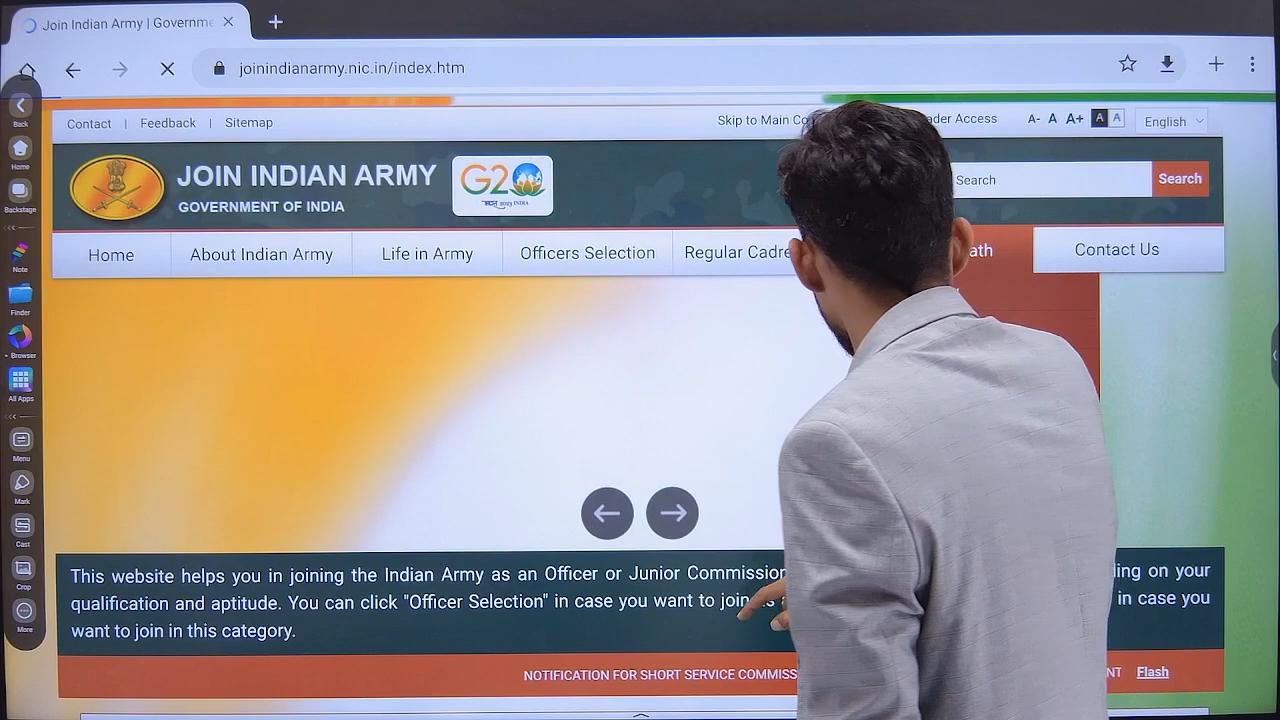 Join Indian Army | Governme
joinindianarmy.nic.in/index.htm
Contact | Feedback | Sitemap
Skip to Main Co ader Access A- A A+ A A English
JOIN INDIAN ARMY
GOVERNMENT OF INDIA
G20
2023 INDIA
Search Search
Home About Indian Army Life in Army Officers Selection Regular Cadre ath Contact Us
This website helps you in joining the Indian Army as an Officer or Junior Commission ding on your
qualification and aptitude. You can click "Officer Selection" in case you want to join as in case you
want to join in this category.
NOTIFICATION FOR SHORT SERVICE COMMISS NT Flash
Back
Home
Backstage
Note
Finder
Browser
All Apps
Menu
Mark
Cast
Crop
More